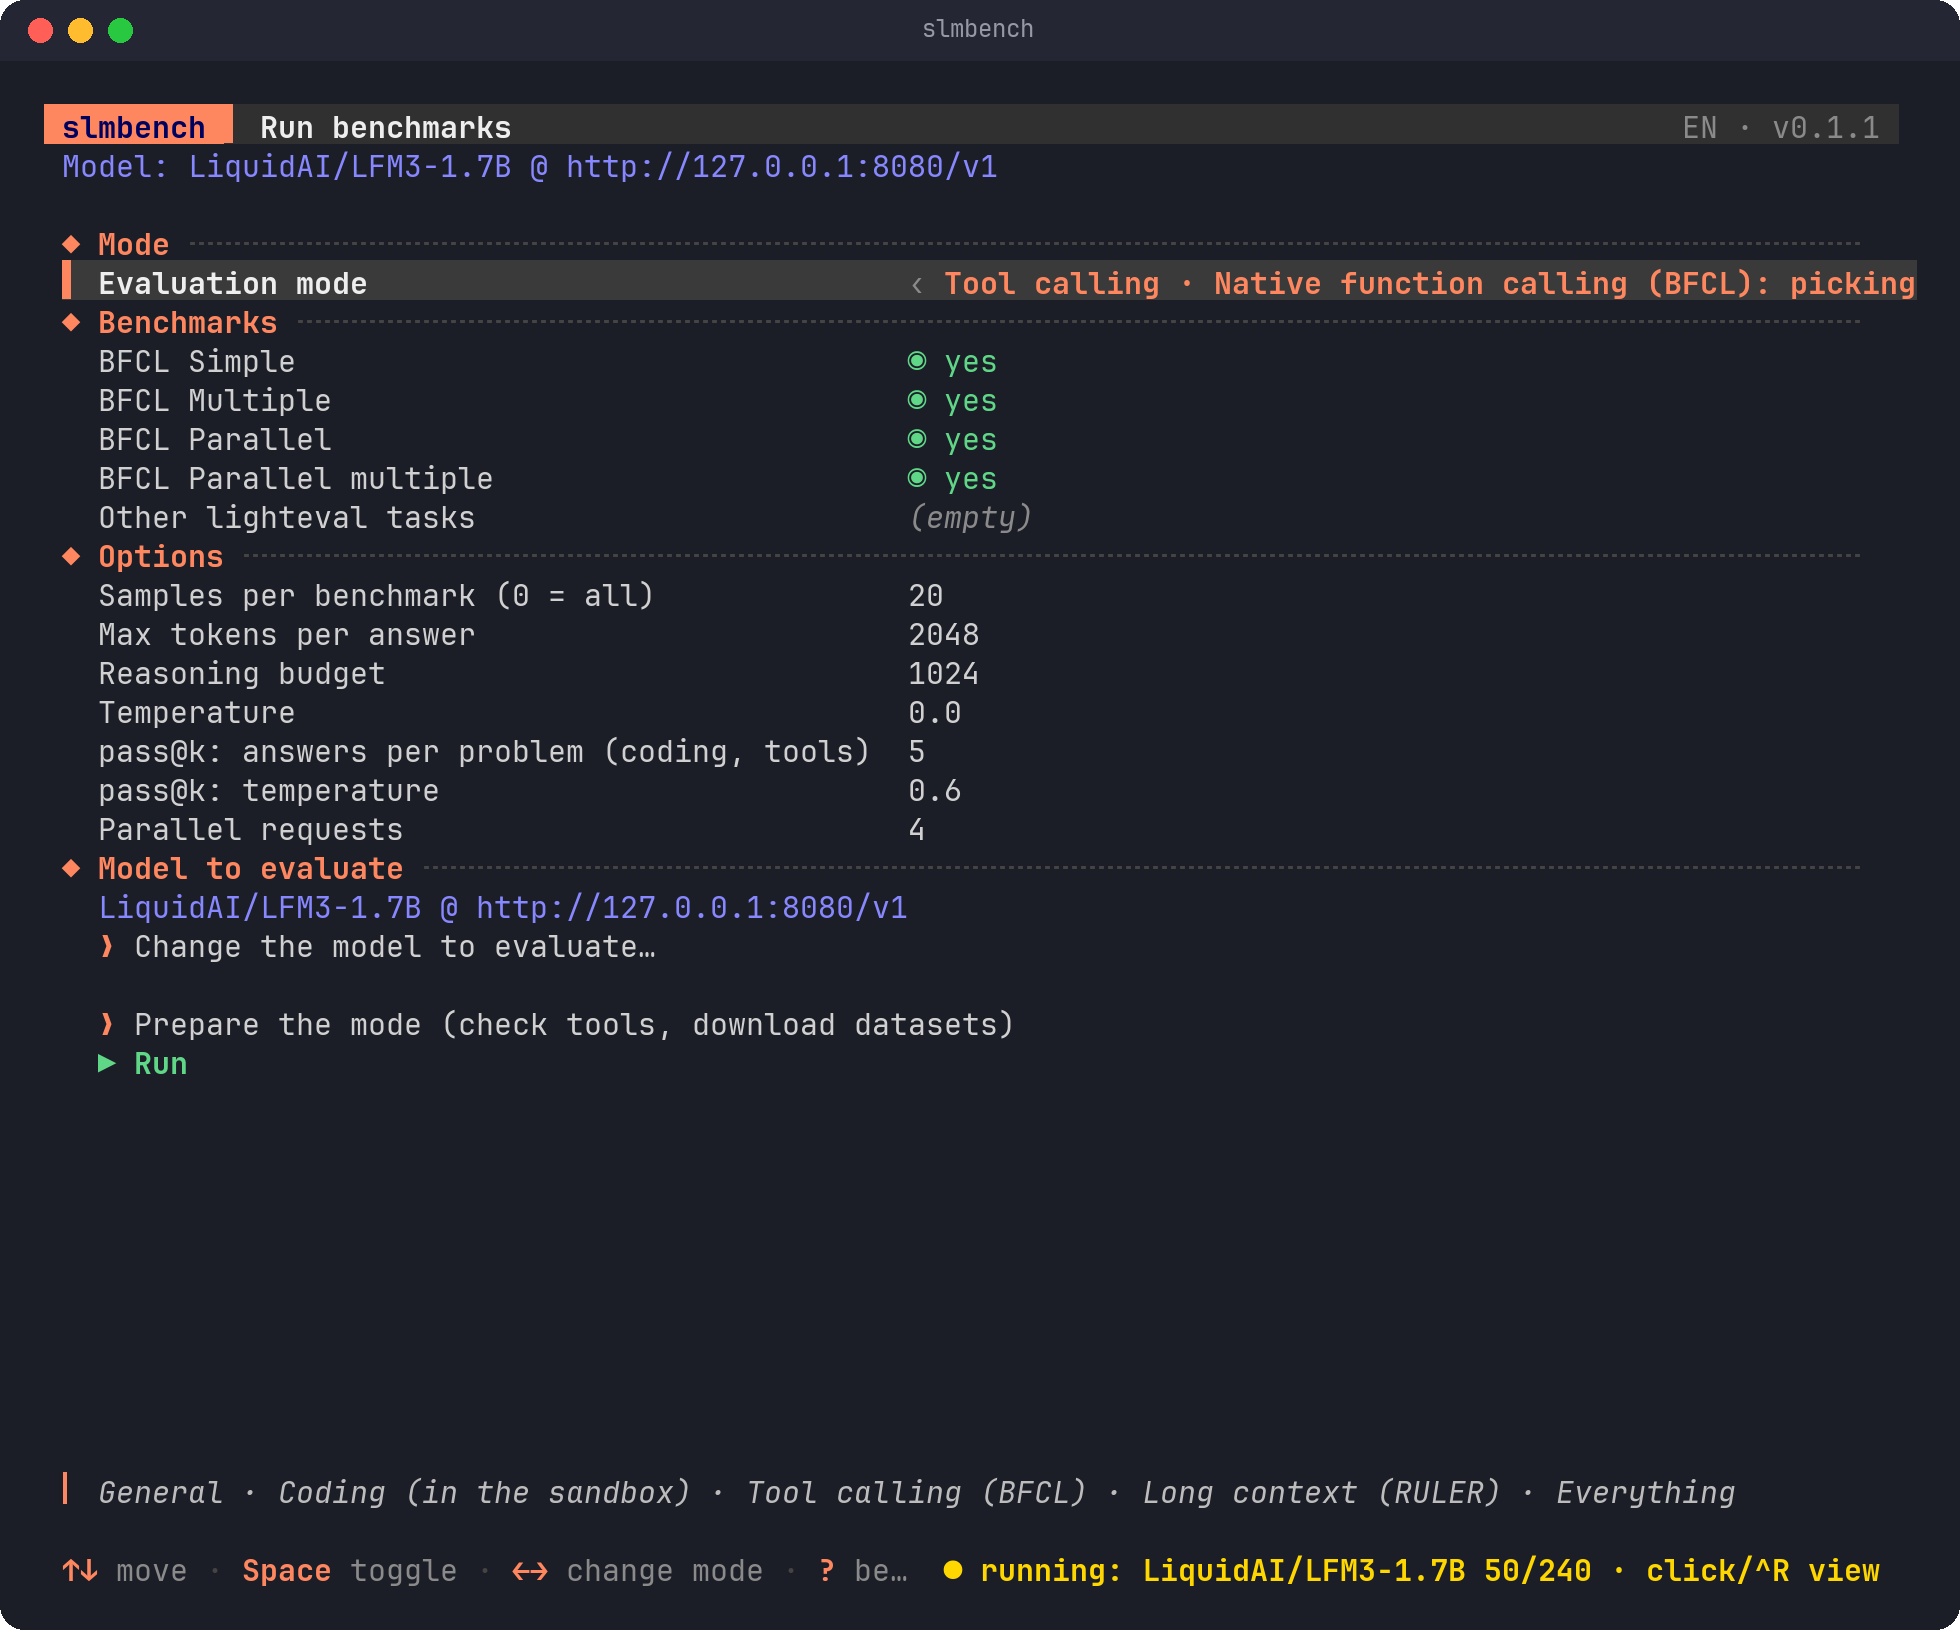 slmbench
slmbench Run benchmarks EN · v0.1.1
Model: LiquidAI/LFM3-1.7B @ http://127.0.0.1:8080/v1
◆ Mode
Evaluation mode ‹ Tool calling · Native function calling (BFCL): picking
◆ Benchmarks
BFCL Simple ◉ yes
BFCL Multiple ◉ yes
BFCL Parallel ◉ yes
BFCL Parallel multiple ◉ yes
Other lighteval tasks (empty)
◆ Options
Samples per benchmark (0 = all) 20
Max tokens per answer 2048
Reasoning budget 1024
Temperature 0.0
pass@k: answers per problem (coding, tools) 5
pass@k: temperature 0.6
Parallel requests 4
◆ Model to evaluate
LiquidAI/LFM3-1.7B @ http://127.0.0.1:8080/v1
❯ Change the model to evaluate…
❯ Prepare the mode (check tools, download datasets)
▶ Run
General · Coding (in the sandbox) · Tool calling (BFCL) · Long context (RULER) · Everything
↑↓ move · Space toggle · ←→ change mode · ? be… ● running: LiquidAI/LFM3-1.7B 50/240 · click/^R view